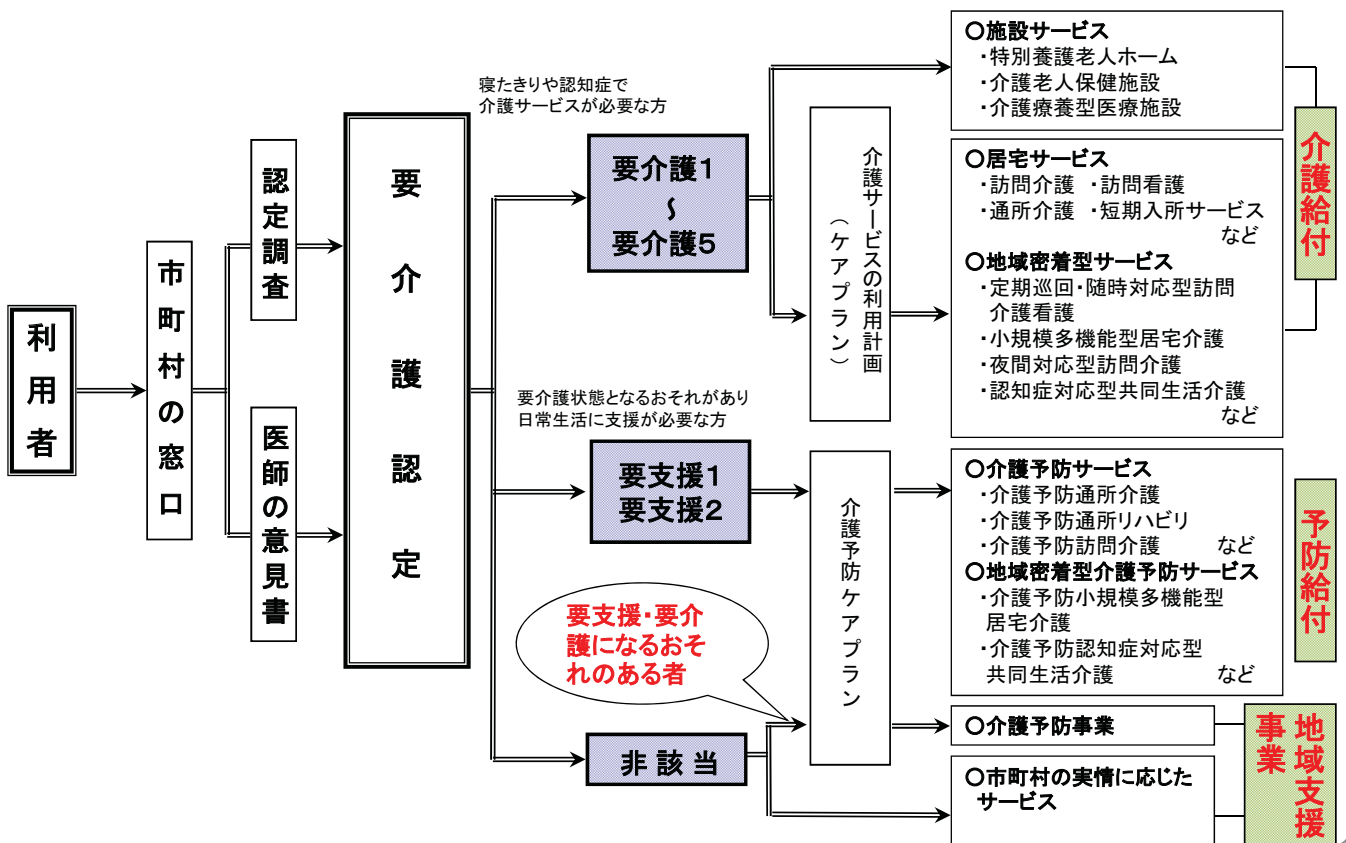 利用者
市町村の窓口
認定調査
医師の意見書
要介護認定
寝たきりや認知症で
介護サービスが必要な方
要介護1
〜
要介護5
要介護状態となるおそれがあり
日常生活に支援が必要な方
要支援1
要支援2
要支援・要介
護になるおそ
れのある者
非該当
介護サービスの利用計画
（ケアプラン）
介護予防ケアプラン
○施設サービス
・特別養護老人ホーム
・介護老人保健施設
・介護療養型医療施設
○居宅サービス
・訪問介護 ・訪問看護
・通所介護 ・短期入所サービス
など
○地域密着型サービス
・定期巡回・随時対応型訪問
介護看護
・小規模多機能型居宅介護
・夜間対応型訪問介護
・認知症対応型共同生活介護
など
介護給付
○介護予防サービス
・介護予防通所介護
・介護予防通所リハビリ
・介護予防訪問介護 など
○地域密着型介護予防サービス
・介護予防小規模多機能型
居宅介護
・介護予防認知症対応型
共同生活介護 など
予防給付
○介護予防事業
○市町村の実情に応じた
サービス
地域支援
事業